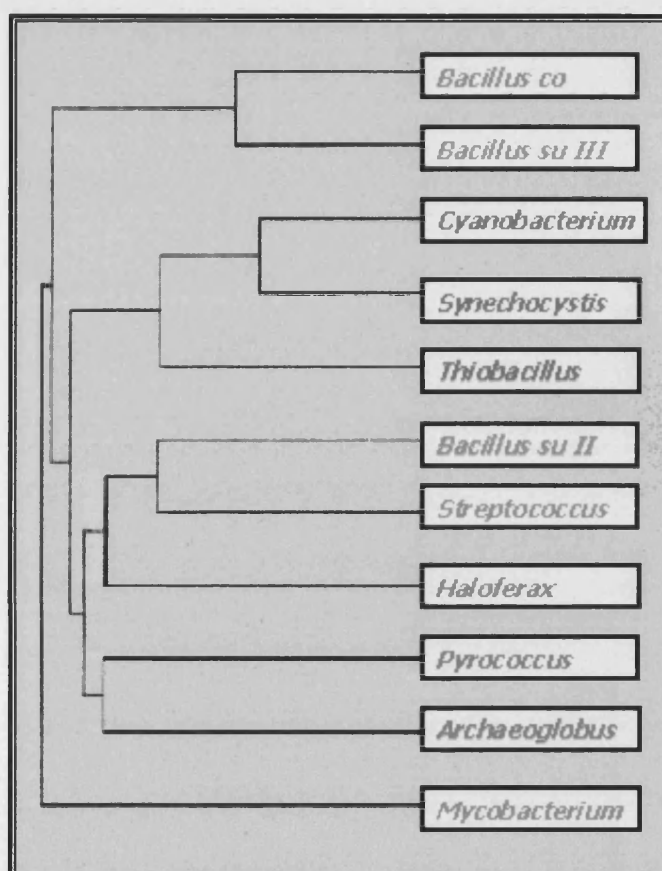 Bacillus co
Bacillus su III
Cyanobacterium
Synechocystis
Thiobacillus
Bacillus su II
Streptococcus
Haloferax
Pyrococcus
Archaeoglobus
Mycobacterium